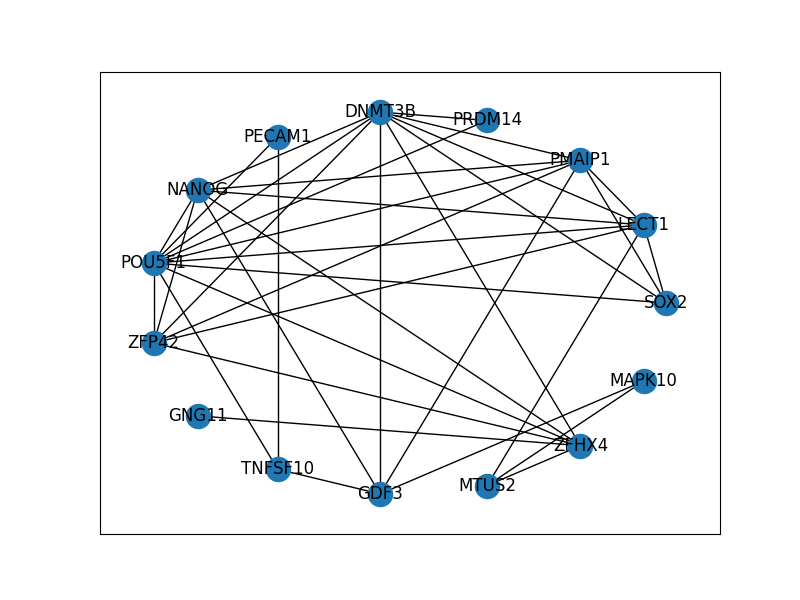 DNMT3B
PRDM14
PECAM1
PMAIP1
NANOG
LECT1
POU5F1
SOX2
ZFP42
MAPK10
GNG11
ZFHX4
TNFSF10
MTUS2
GDF3